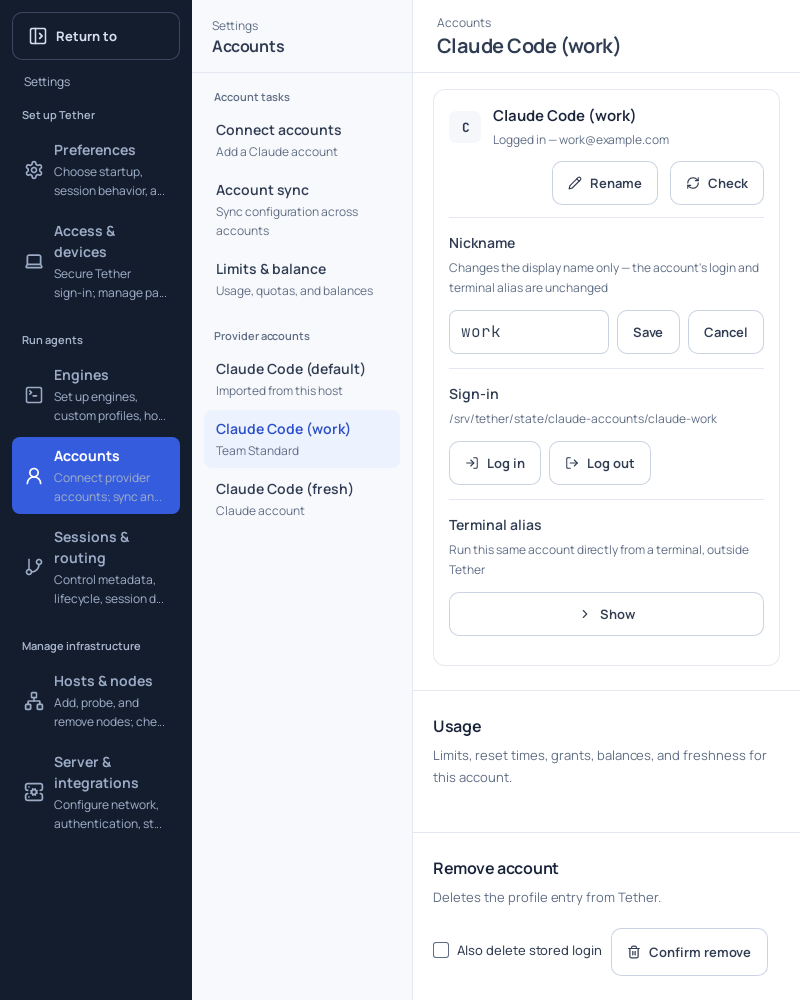 Return to
Settings
Set up Tether
Preferences
Choose startup,
session behavior, a...
Access &
devices
Secure Tether
sign-in; manage pa...
Run agents
Engines
Set up engines,
custom profiles, ho...
Accounts
Connect provider
accounts; sync an...
Sessions &
routing
Control metadata,
lifecycle, session d...
Manage infrastructure
Hosts & nodes
Add, probe, and
remove nodes; che...
Server &
integrations
Configure network,
authentication, st...
Settings
Accounts
Account tasks
Connect accounts
Add a Claude account
Account sync
Sync configuration across
accounts
Limits & balance
Usage, quotas, and balances
Provider accounts
Claude Code (default)
Imported from this host
Claude Code (work)
Team Standard
Claude Code (fresh)
Claude account
Accounts
Claude Code (work)
C
Claude Code (work)
Logged in — work@example.com
Rename
Check
Nickname
Changes the display name only — the account's login and
terminal alias are unchanged
work
Save
Cancel
Sign-in
/srv/tether/state/claude-accounts/claude-work
Log in
Log out
Terminal alias
Run this same account directly from a terminal, outside
Tether
Show
Usage
Limits, reset times, grants, balances, and freshness for
this account.
Remove account
Deletes the profile entry from Tether.
Also delete stored login
Confirm remove